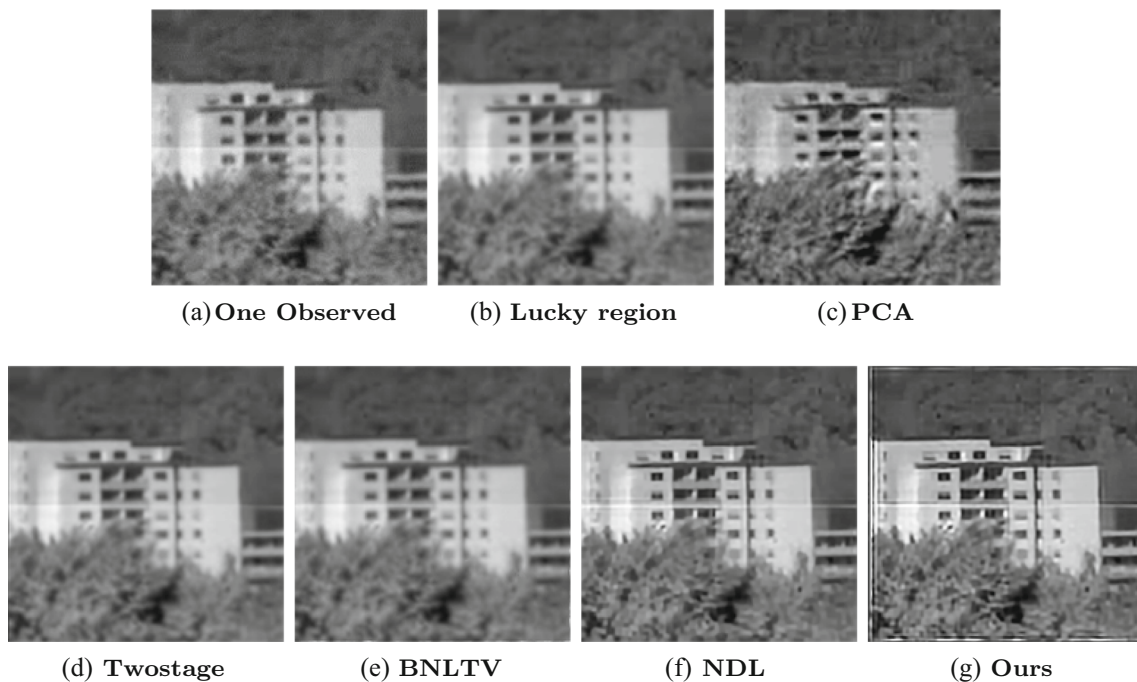 (a) One Observed
(b) Lucky region
(c) PCA
(d) Twostage
(e) BNLTV
(f) NDL
(g) Ours